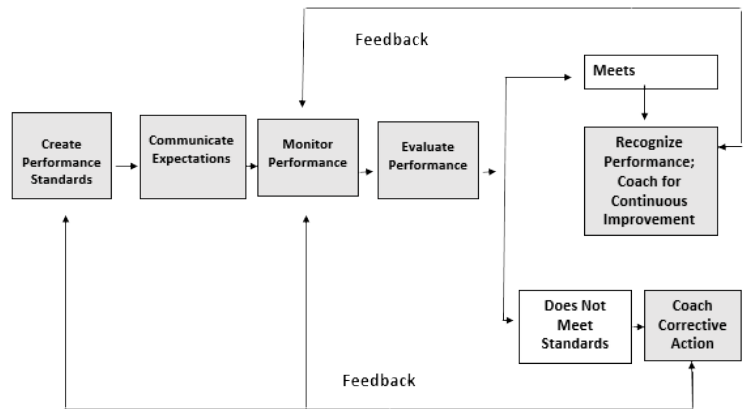 Feedback
Meets
Create
Performance
Standards
Communicate
Expectations
Monitor
Performance
Evaluate
Performance
Recognize
Performance;
Coach for
Continuous
Improvement
Does Not
Meet
Standards
Coach
Corrective
Action
Feedback